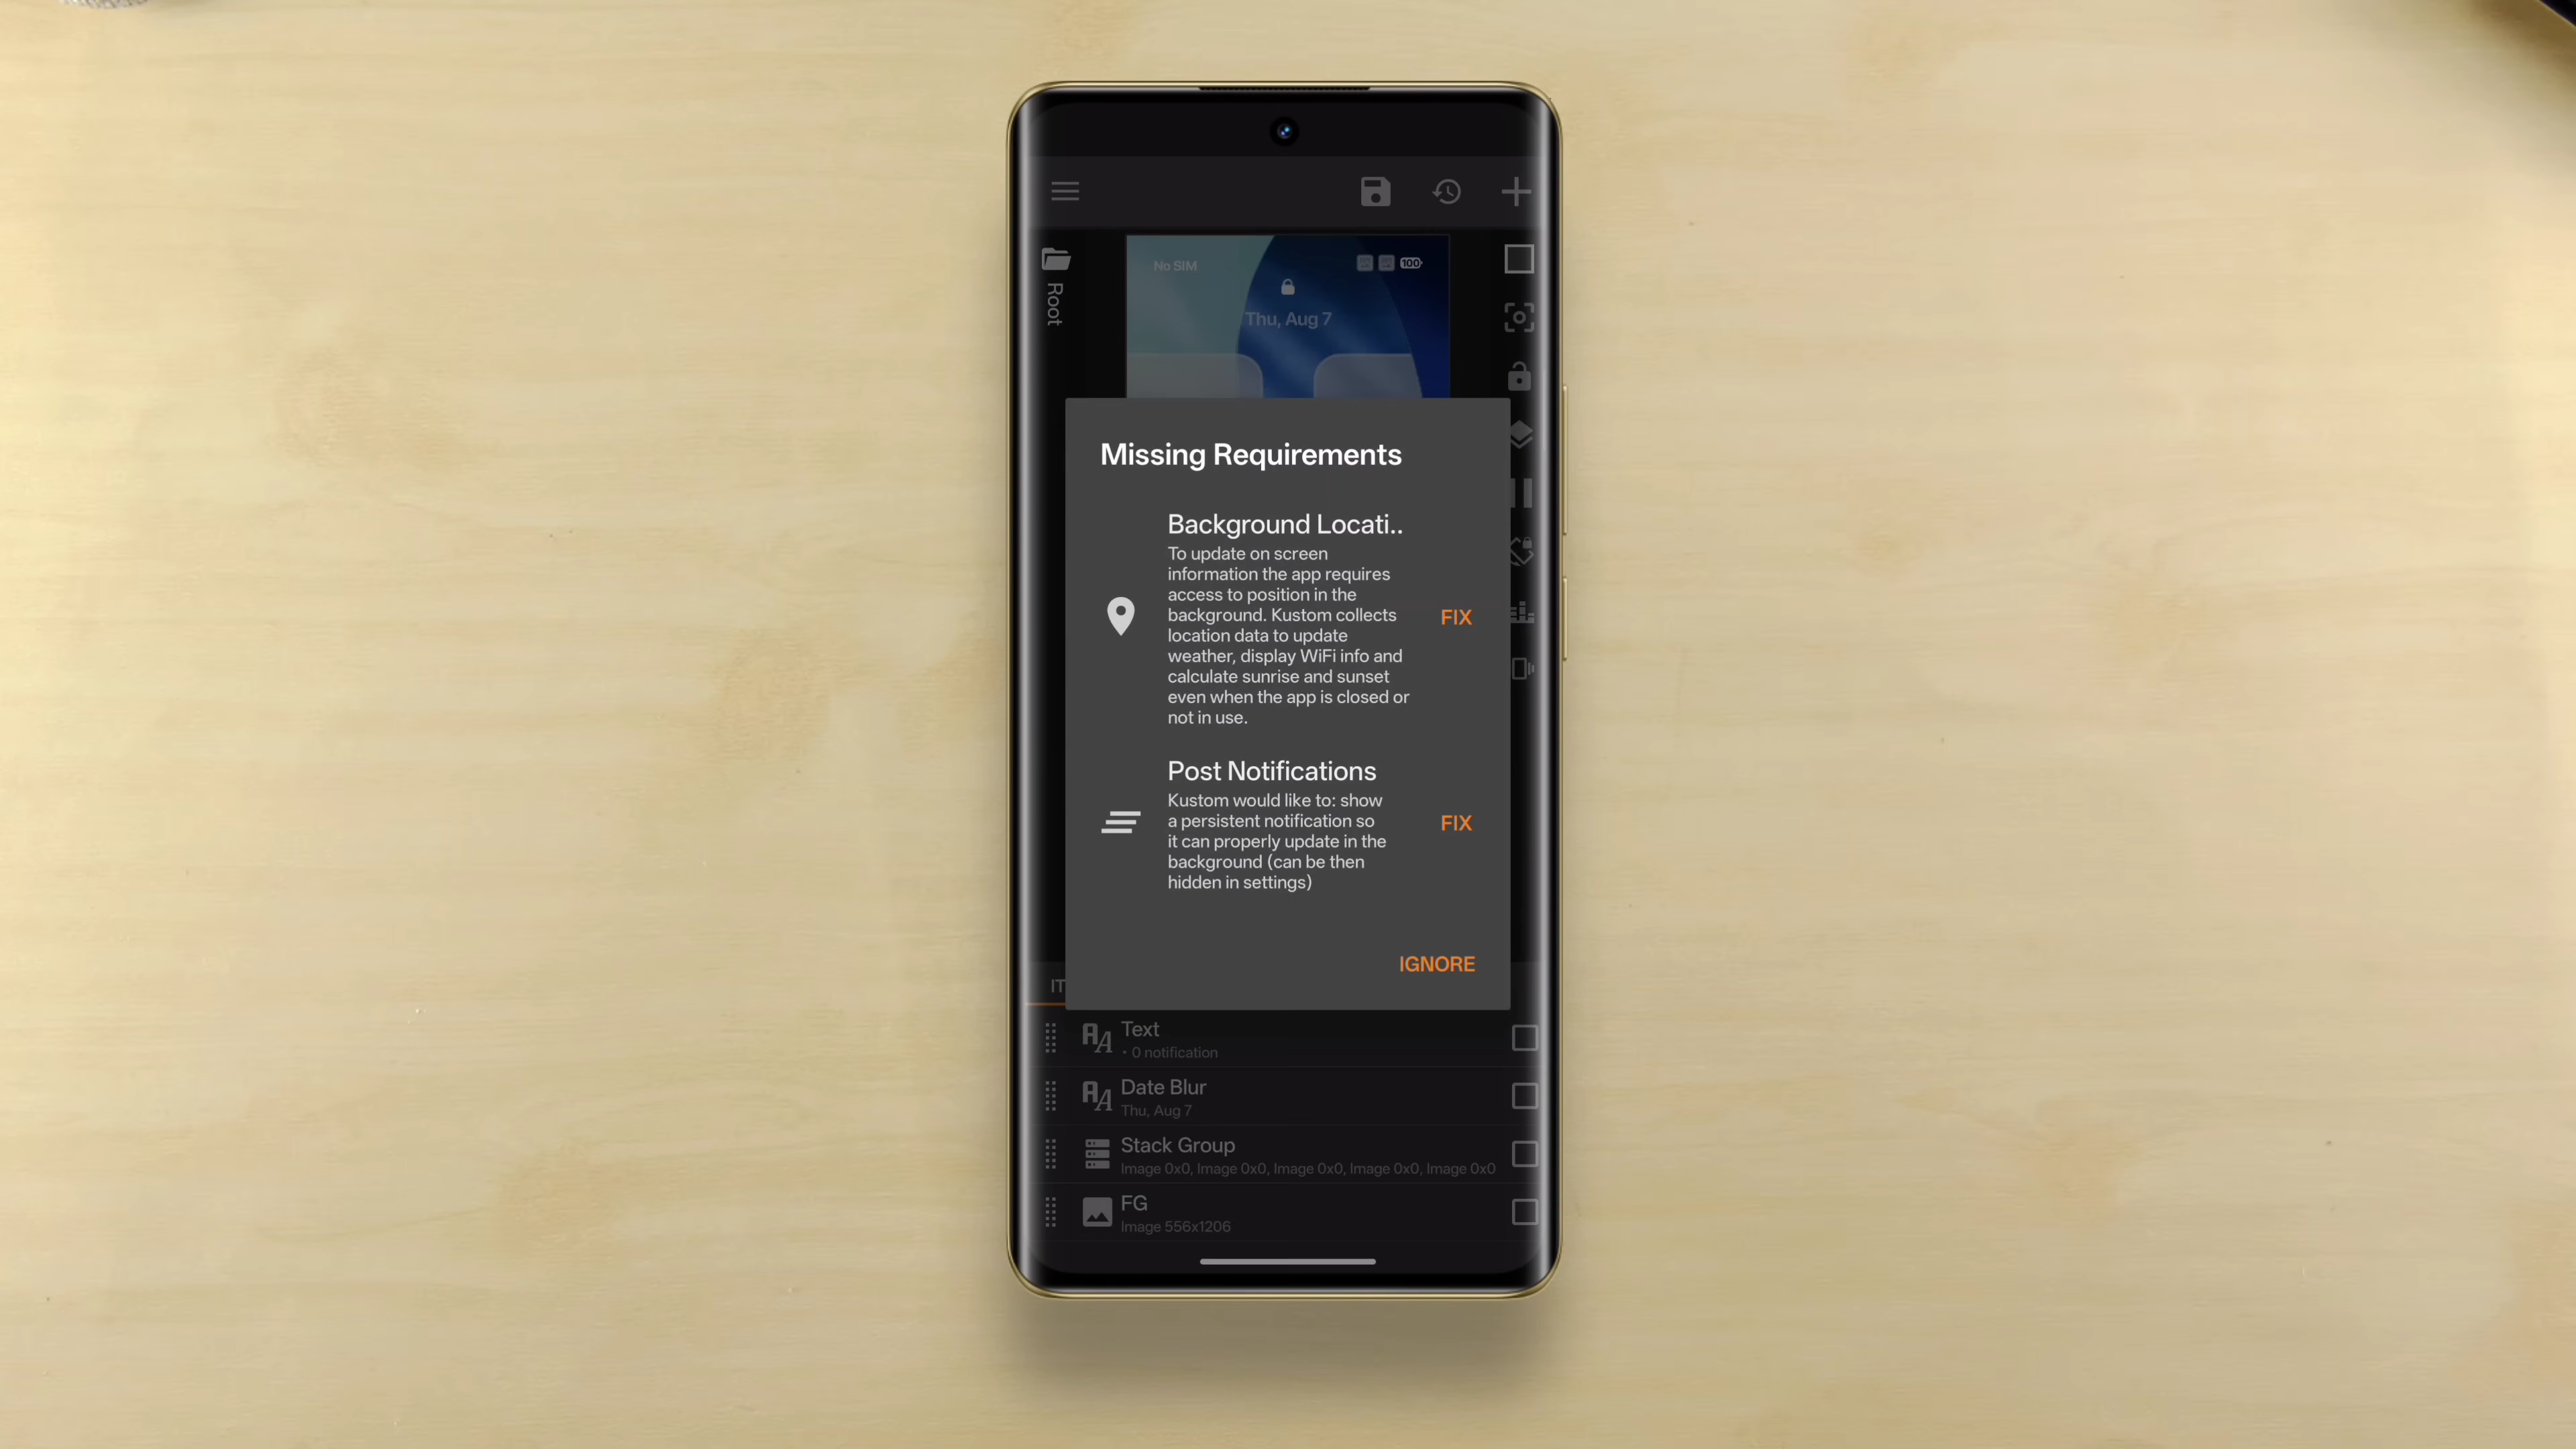 No SIM
100
Root
Thu, Aug 7
Missing Requirements
Background Locati..
To update on screen
information the app requires
access to position in the
background. Kustom collects
location data to update
weather, display WiFi info and
calculate sunrise and sunset
even when the app is closed or
not in use.
FIX
Post Notifications
Kustom would like to: show
a persistent notification so
it can properly update in the
background (can be then
hidden in settings)
FIX
IGNORE
IT
Text
• 0 notification
Date Blur
Thu, Aug 7
Stack Group
Image 0x0, Image 0x0, Image 0x0, Image 0x0, Image 0x0
FG
Image 556x1206